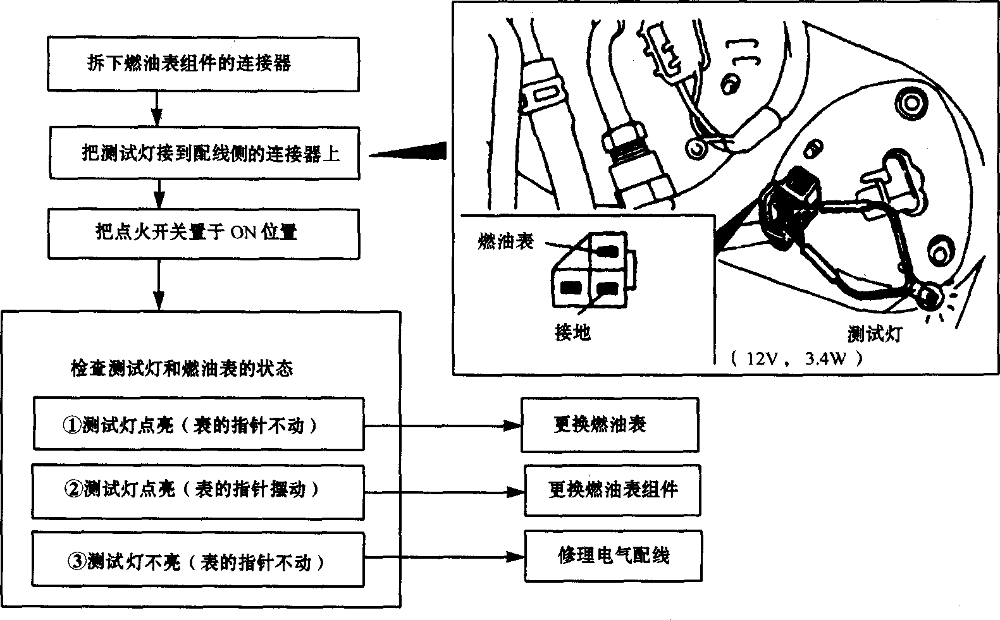 拆下燃油表组件的连接器
把测试灯接到配线侧的连接器上
把点火开关置于 ON 位置
燃油表
接地
测试灯
（12V，3.4W）
检查测试灯和燃油表的状态
①测试灯点亮（表的指针不动）
更换燃油表
②测试灯点亮（表的指针摆动）
更换燃油表组件
③测试灯不亮（表的指针不动）
修理电气配线